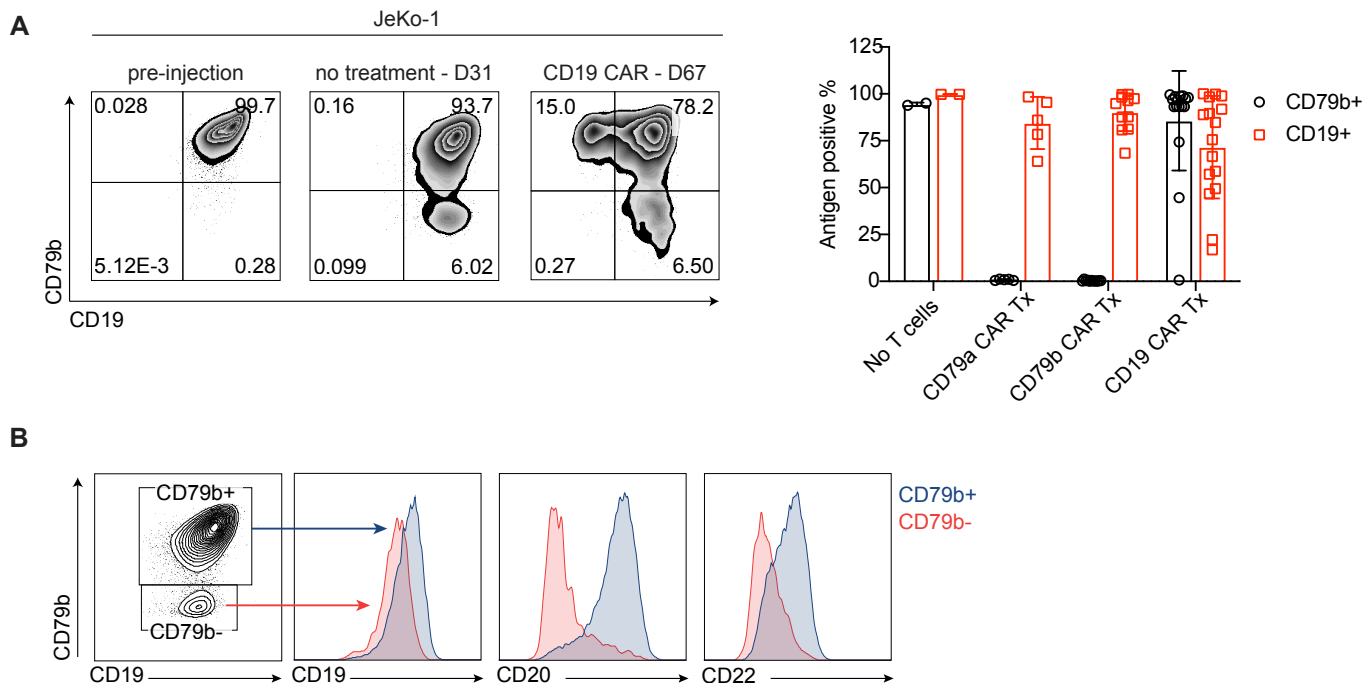 A
JeKo-1
pre-injection
no treatment - D31
CD19 CAR - D67
0.028
99.7
5.12E-3
0.28
0.16
93.7
0.099
6.02
15.0
78.2
0.27
6.50
CD79b
CD19
Antigen positive %
125
100
75
50
25
0
No T cells
CD79a CAR Tx
CD79b CAR Tx
CD19 CAR Tx
CD79b+
CD19+
B
CD79b+
CD79b-
CD79b
CD19
CD19
CD20
CD22
CD79b+
CD79b-